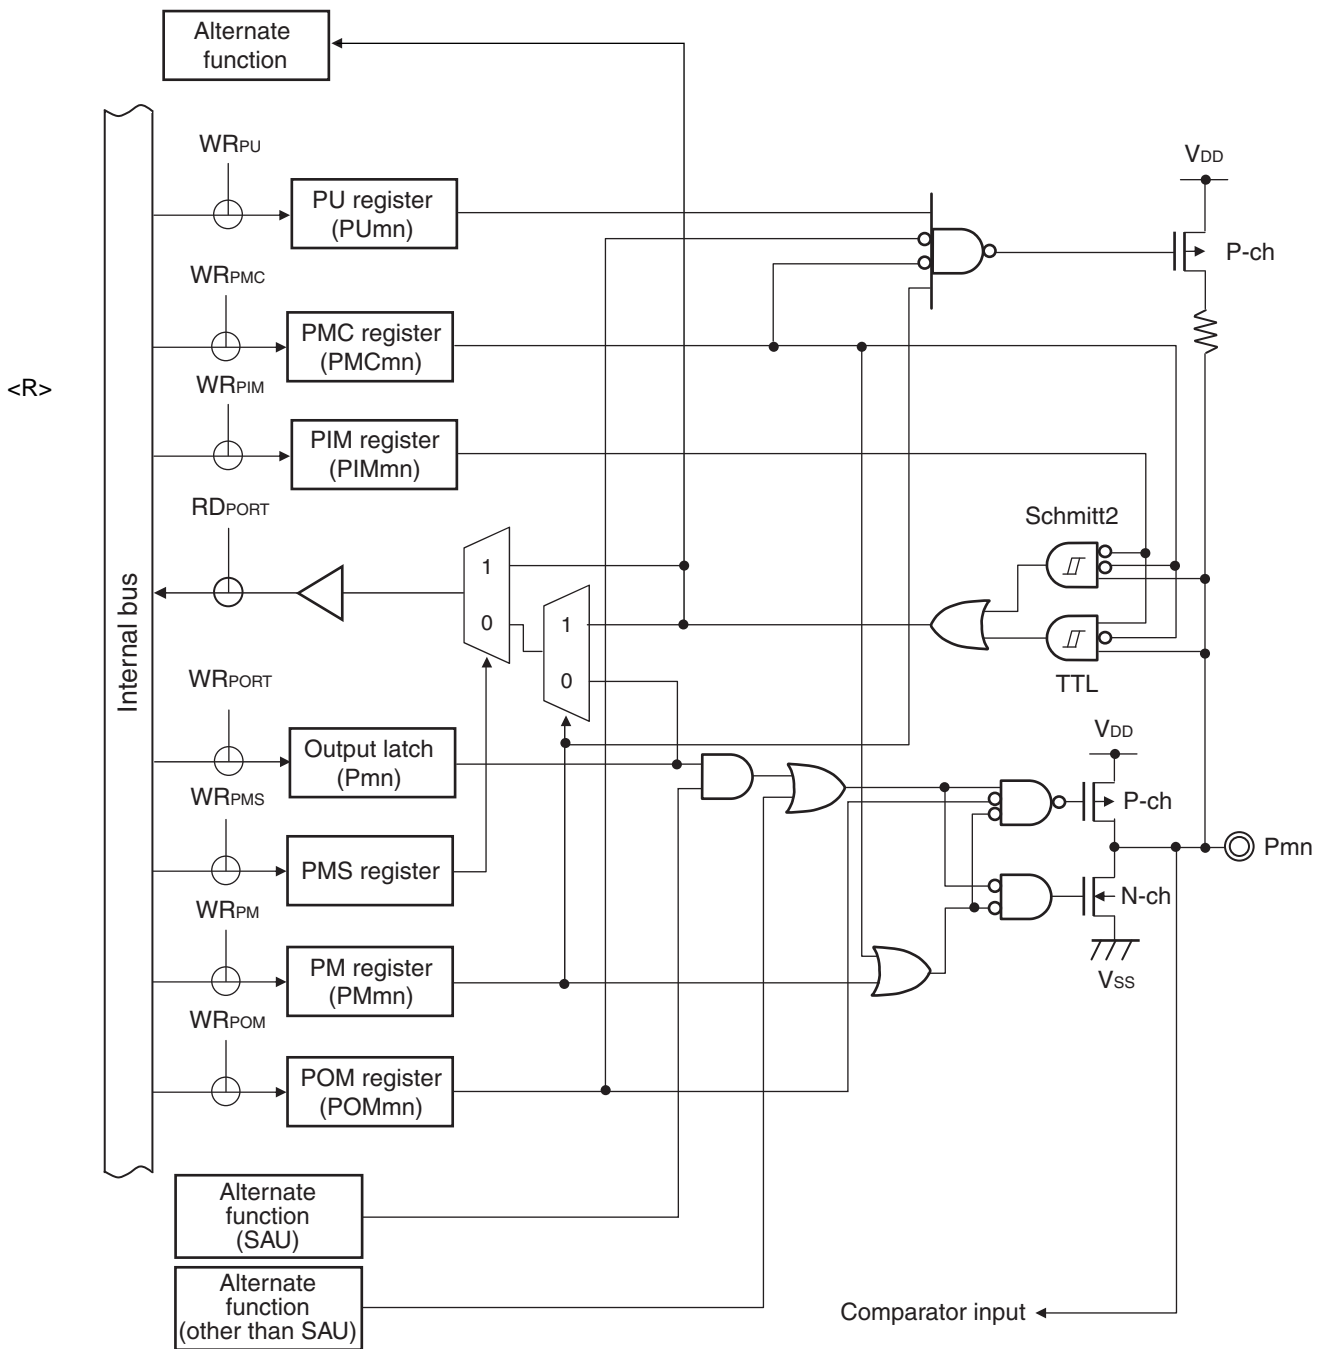 Alternate
function
WRPU
PU register
(PUmn)
VDD
P-ch
WRPMC
PMC register
(PMCmn)
<R>
WRPIM
PIM register
(PIMmn)
RDPORT
Schmitt2
1
0
1
0
TTL
Internal bus
WRPORT
Output latch
(Pmn)
VDD
P-ch
WRPMS
PMS register
Pmn
N-ch
VSS
WRPM
PM register
(PMmn)
WRPOM
POM register
(POMmn)
Alternate
function
(SAU)
Alternate
function
(other than SAU)
Comparator input